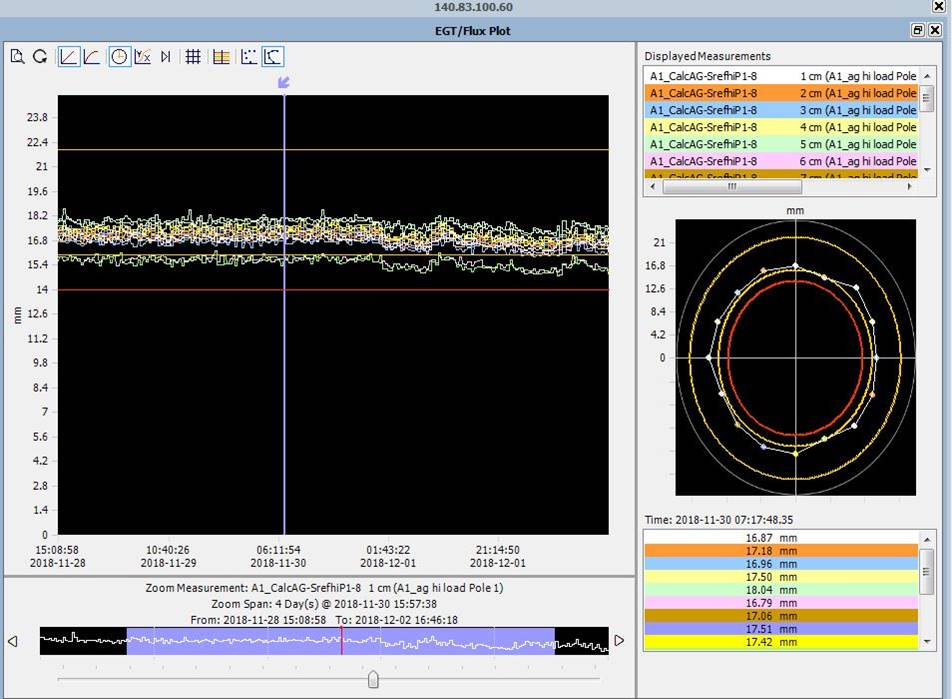 140.83.100.60
EGT/Flux Plot
Displayed Measurements
A1_CalcAG-SrefhiP1-8 1 cm (A1_ag hi load Pole
A1_CalcAG-SrefhiP1-8 2 cm (A1_ag hi load Pole
A1_CalcAG-SrefhiP1-8 3 cm (A1_ag hi load Pole
A1_CalcAG-SrefhiP1-8 4 cm (A1_ag hi load Pole
A1_CalcAG-SrefhiP1-8 5 cm (A1_ag hi load Pole
A1_CalcAG-SrefhiP1-8 6 cm (A1_ag hi load Pole
A1_CalcAG-SrefhiP1-8 7 cm (A1_ag hi load Pole
23.8
22.4
21
19.6
18.2
16.8
15.4
14
12.6
11.2
9.8
8.4
7
5.6
4.2
2.8
1.4
0
mm
15:08:58 10:40:26 06:11:54 01:43:22 21:14:50
2018-11-28 2018-11-29 2018-11-30 2018-12-01 2018-12-01
mm
21
16.8
12.6
8.4
4.2
0
Time: 2018-11-30 07:17:48.35
16.87 mm
17.18 mm
16.96 mm
17.50 mm
18.04 mm
16.79 mm
17.06 mm
17.51 mm
17.42 mm
Zoom Measurement: A1_CalcAG-SrefhiP1-8 1 cm (A1_ag hi load Pole 1)
Zoom Span: 4 Day(s) @ 2018-11-30 15:57:38
From: 2018-11-28 15:08:58 To: 2018-12-02 16:46:18